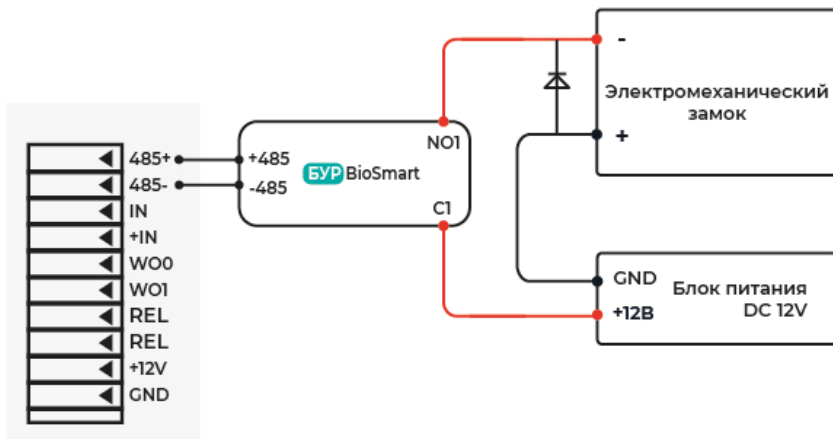 485+
485-
IN
+IN
WO0
WO1
REL
REL
+12V
GND
+485
-485
БУР BioSmart
NO1
C1
-
Электромеханический
замок
+
GND
+12В
Блок питания
DC 12V